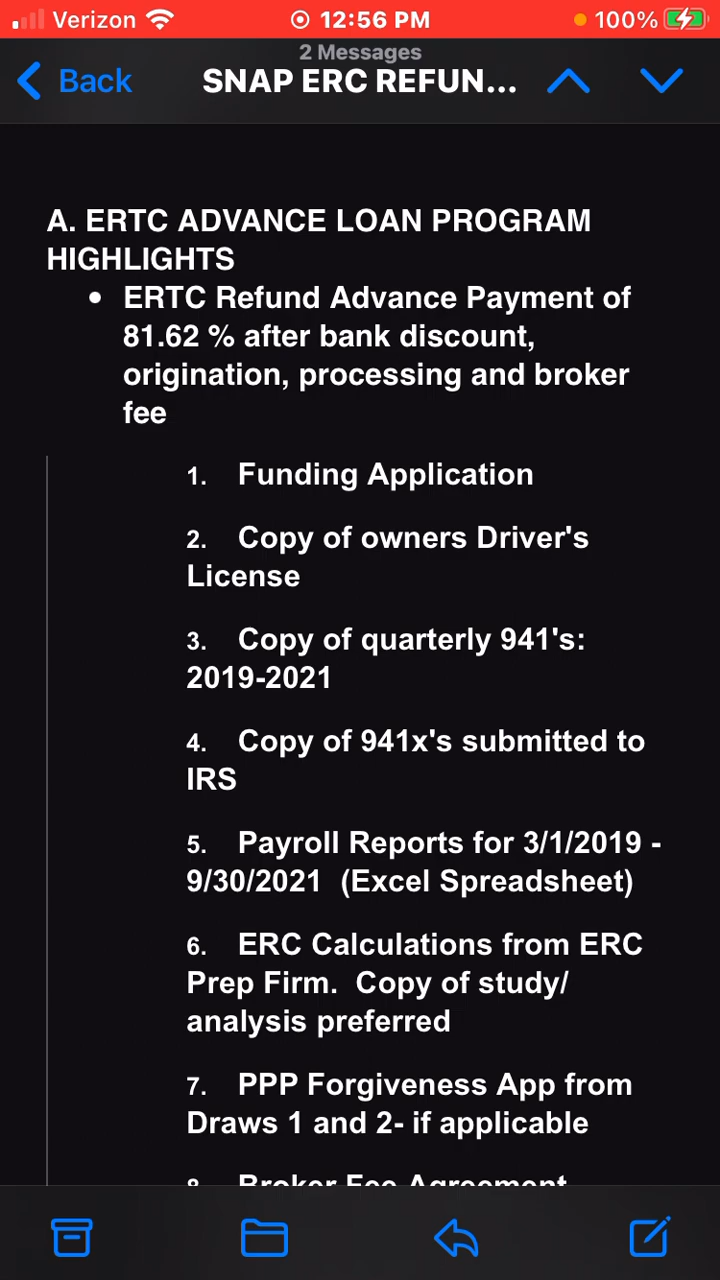 Verizon 12:56 PM 100%
2 Messages
Back SNAP ERC REFUN...
A. ERTC ADVANCE LOAN PROGRAM
HIGHLIGHTS
• ERTC Refund Advance Payment of
81.62 % after bank discount,
origination, processing and broker
fee
1. Funding Application
2. Copy of owners Driver's
License
3. Copy of quarterly 941's:
2019-2021
4. Copy of 941x's submitted to
IRS
5. Payroll Reports for 3/1/2019 -
9/30/2021 (Excel Spreadsheet)
6. ERC Calculations from ERC
Prep Firm. Copy of study/
analysis preferred
7. PPP Forgiveness App from
Draws 1 and 2- if applicable
8. Broker Fee Agreement